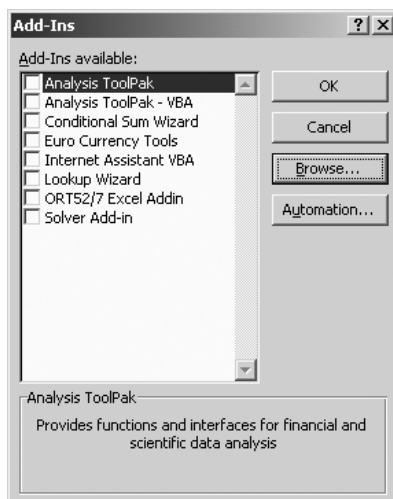 Add-Ins
Add-Ins available:
Analysis ToolPak
Analysis ToolPak - VBA
Conditional Sum Wizard
Euro Currency Tools
Internet Assistant VBA
Lookup Wizard
ORT52/7 Excel Addin
Solver Add-in
OK
Cancel
Browse...
Automation...
Analysis ToolPak
Provides functions and interfaces for financial and
scientific data analysis